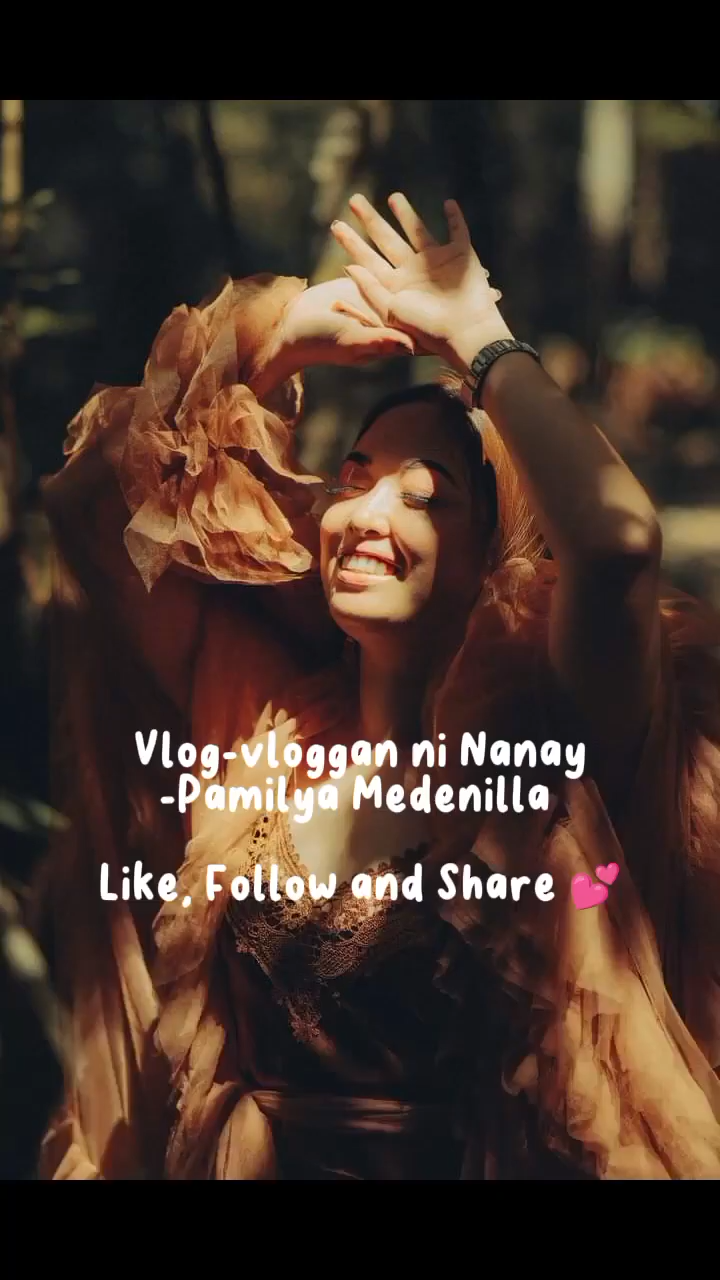 Vlog-vloggan ni Nanay
-Pamilya Medenilla
Like, Follow and Share 💕